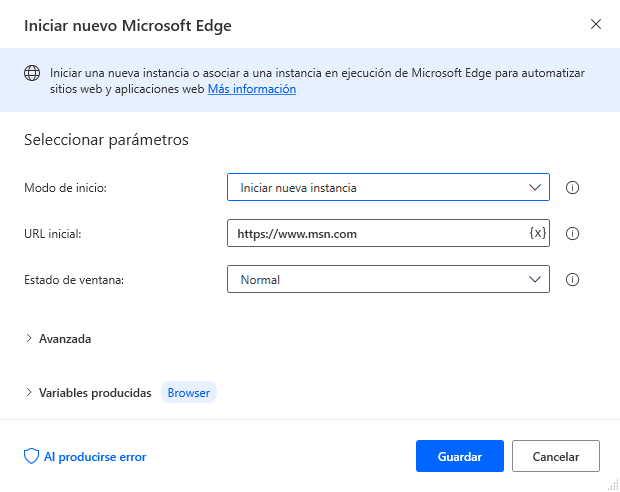 Iniciar nuevo Microsoft Edge
Iniciar una nueva instancia o asociar a una instancia en ejecución de Microsoft Edge para automatizar
sitios web y aplicaciones web Más información
Seleccionar parámetros
Modo de inicio: Iniciar nueva instancia
URL inicial: https://www.msn.com {x}
Estado de ventana: Normal
Avanzada
Variables producidas Browser
Al producirse error Guardar Cancelar